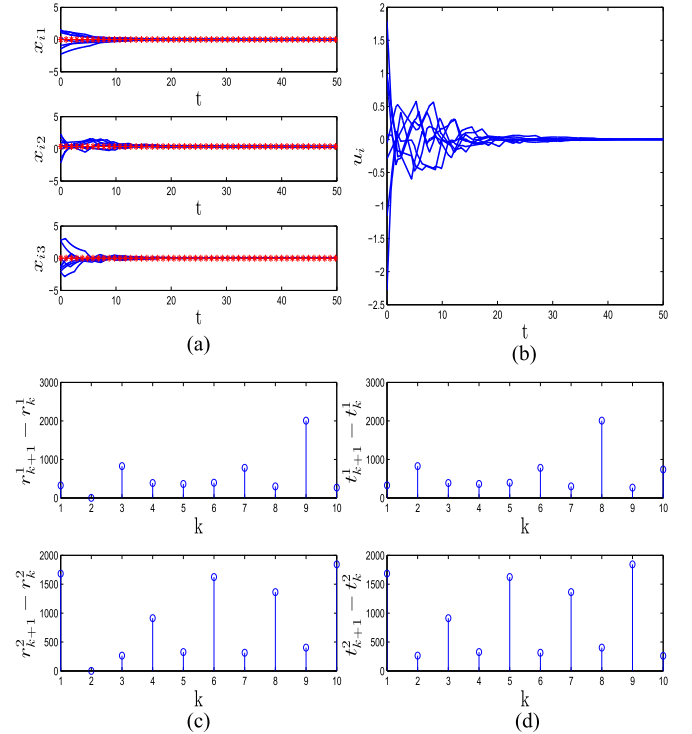 x_{i1}
5
0
−5
0 10 20 30 40 50
t
x_{i2}
5
0
−5
0 10 20 30 40 50
t
x_{i3}
5
0
−5
0 10 20 30 40 50
t
(a)
u_i
2
1.5
1
0.5
0
−0.5
−1
−1.5
−2
−2.5
0 10 20 30 40 50
t
(b)
r^1_{k+1} − r^1_k
3000
2000
1000
0
1 2 3 4 5 6 7 8 9 10
k
r^2_{k+1} − r^2_k
2000
1500
1000
500
0
1 2 3 4 5 6 7 8 9 10
k
(c)
t^1_{k+1} − t^1_k
3000
2000
1000
0
1 2 3 4 5 6 7 8 9 10
k
t^2_{k+1} − t^2_k
2000
1500
1000
500
0
1 2 3 4 5 6 7 8 9 10
k
(d)